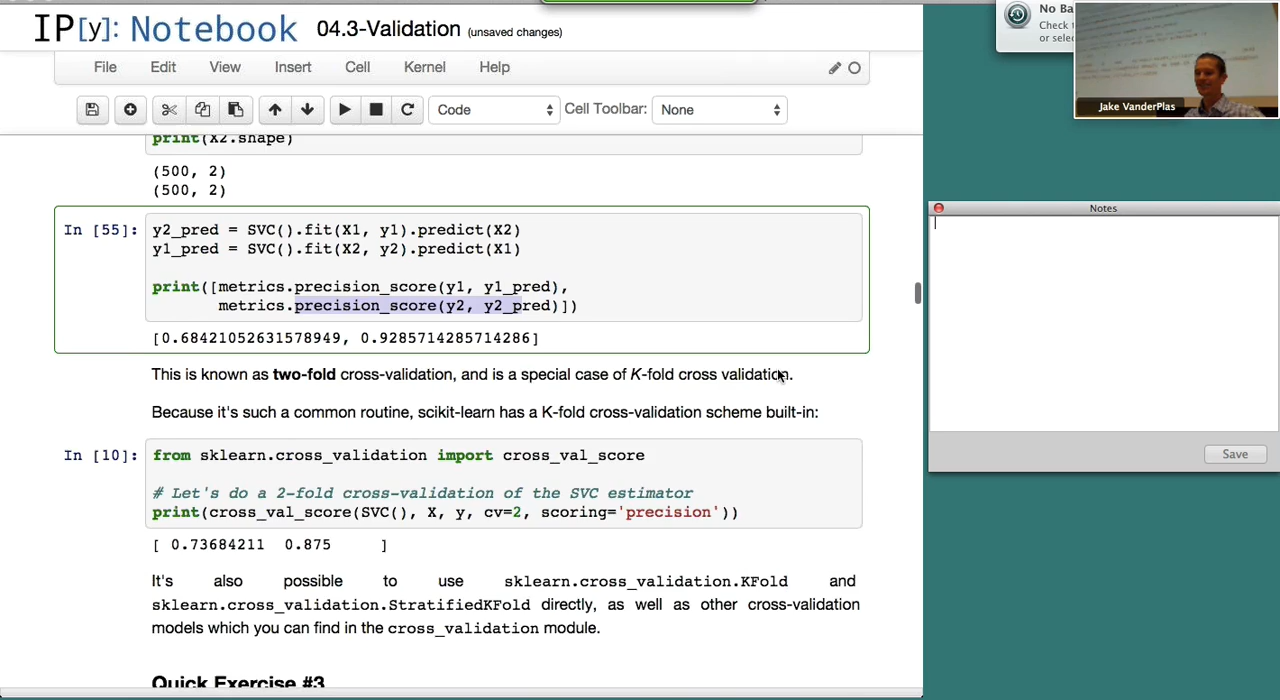 IP[y]: Notebook 04.3-Validation (unsaved changes)
File Edit View Insert Cell Kernel Help
Code Cell Toolbar: None
print(X2.shape)
(500, 2)
(500, 2)
In [55]: y2_pred = SVC().fit(X1, y1).predict(X2)
y1_pred = SVC().fit(X2, y2).predict(X1)
print([metrics.precision_score(y1, y1_pred),
metrics.precision_score(y2, y2_pred)])
[0.68421052631578949, 0.9285714285714286]
This is known as two-fold cross-validation, and is a special case of K-fold cross validation.
Because it's such a common routine, scikit-learn has a K-fold cross-validation scheme built-in:
In [10]: from sklearn.cross_validation import cross_val_score
# Let's do a 2-fold cross-validation of the SVC estimator
print(cross_val_score(SVC(), X, y, cv=2, scoring='precision'))
[ 0.73684211 0.875 ]
It's also possible to use sklearn.cross_validation.KFold and
sklearn.cross_validation.StratifiedKFold directly, as well as other cross-validation
models which you can find in the cross_validation module.
Quick Exercise #3
No Ba
Check
or selec
Jake VanderPlas
Notes
Save